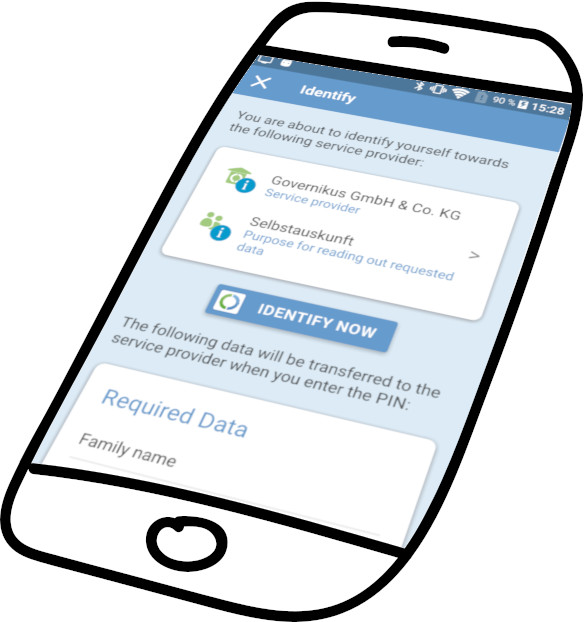 90 % 15:28
Identify
You are about to identify yourself towards
the following service provider:
Governikus GmbH & Co. KG
Service provider
Selbstauskunft
Purpose for reading out requested
data
>
IDENTIFY NOW
The following data will be transferred to the
service provider when you enter the PIN:
Required Data
Family name